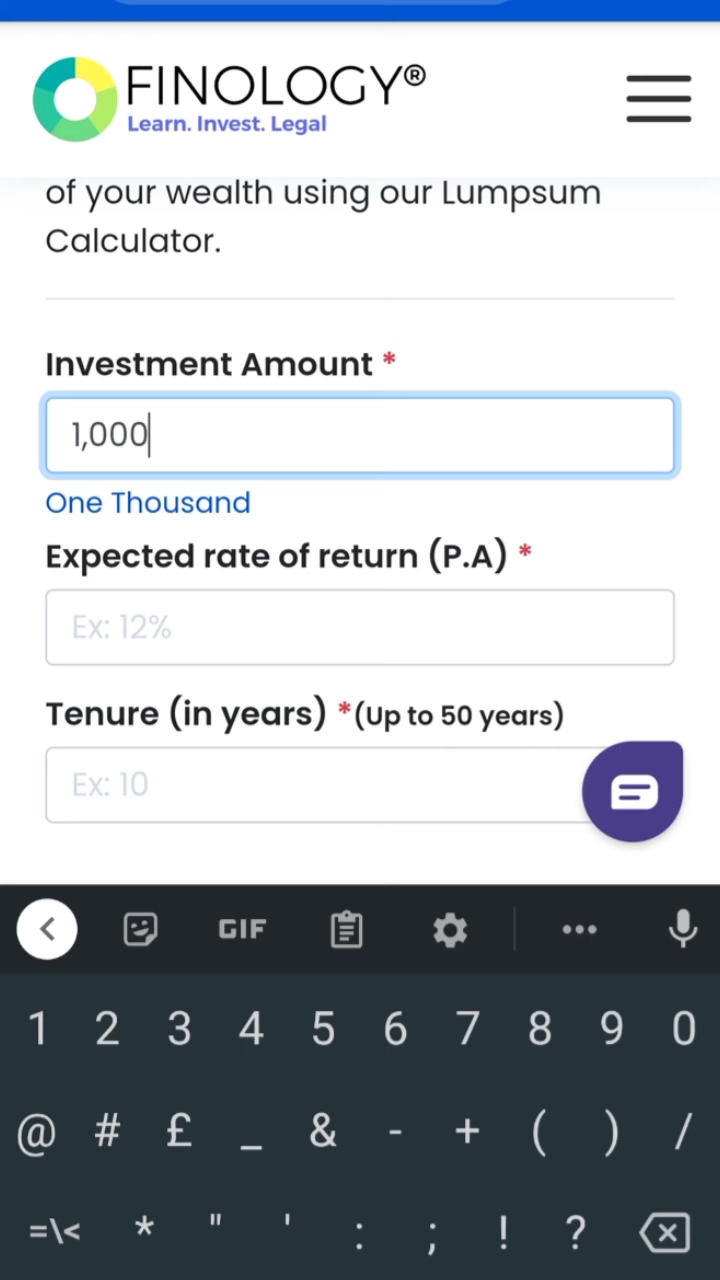 FINOLOGY®
Learn. Invest. Legal
of your wealth using our Lumpsum
Calculator.
Investment Amount *
1,000
One Thousand
Expected rate of return (P.A) *
Ex: 12%
Tenure (in years) *(Up to 50 years)
Ex: 10
GIF
1 2 3 4 5 6 7 8 9 0
@ # £ _ & - + ( ) /
=\< * " ' : ; ! ?